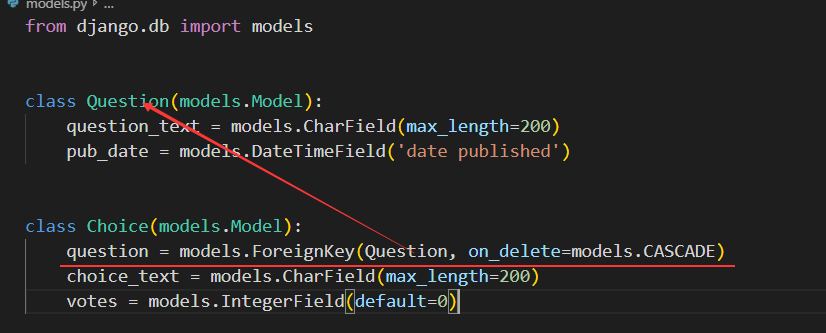 models.py > ...
from django.db import models
class Question(models.Model):
question_text = models.CharField(max_length=200)
pub_date = models.DateTimeField('date published')
class Choice(models.Model):
question = models.ForeignKey(Question, on_delete=models.CASCADE)
choice_text = models.CharField(max_length=200)
votes = models.IntegerField(default=0)